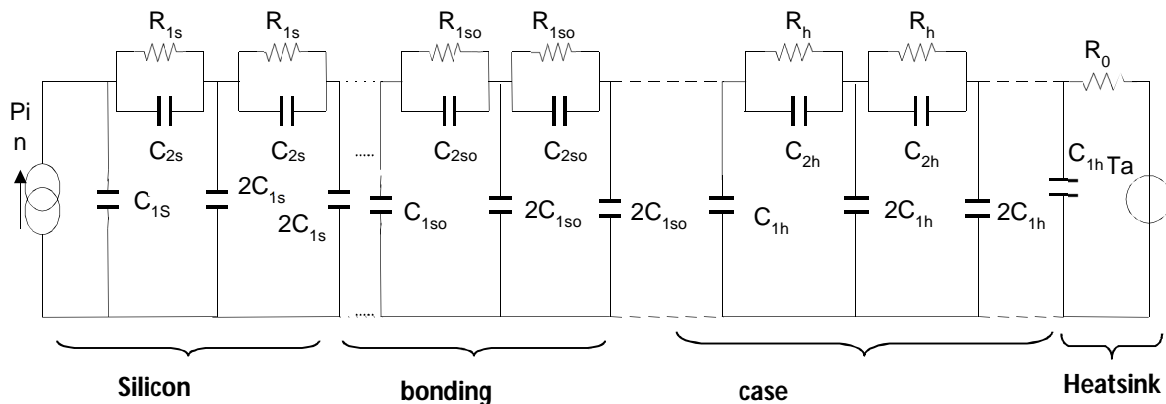 R1s R1s R1so R1so Rh Rh R0
Pi
n
C2s C2s C2so C2so C2h C2h C1h Ta
C1S 2C1s 2C1s C1so 2C1so 2C1so C1h 2C1h 2C1h
Silicon bonding case Heatsink